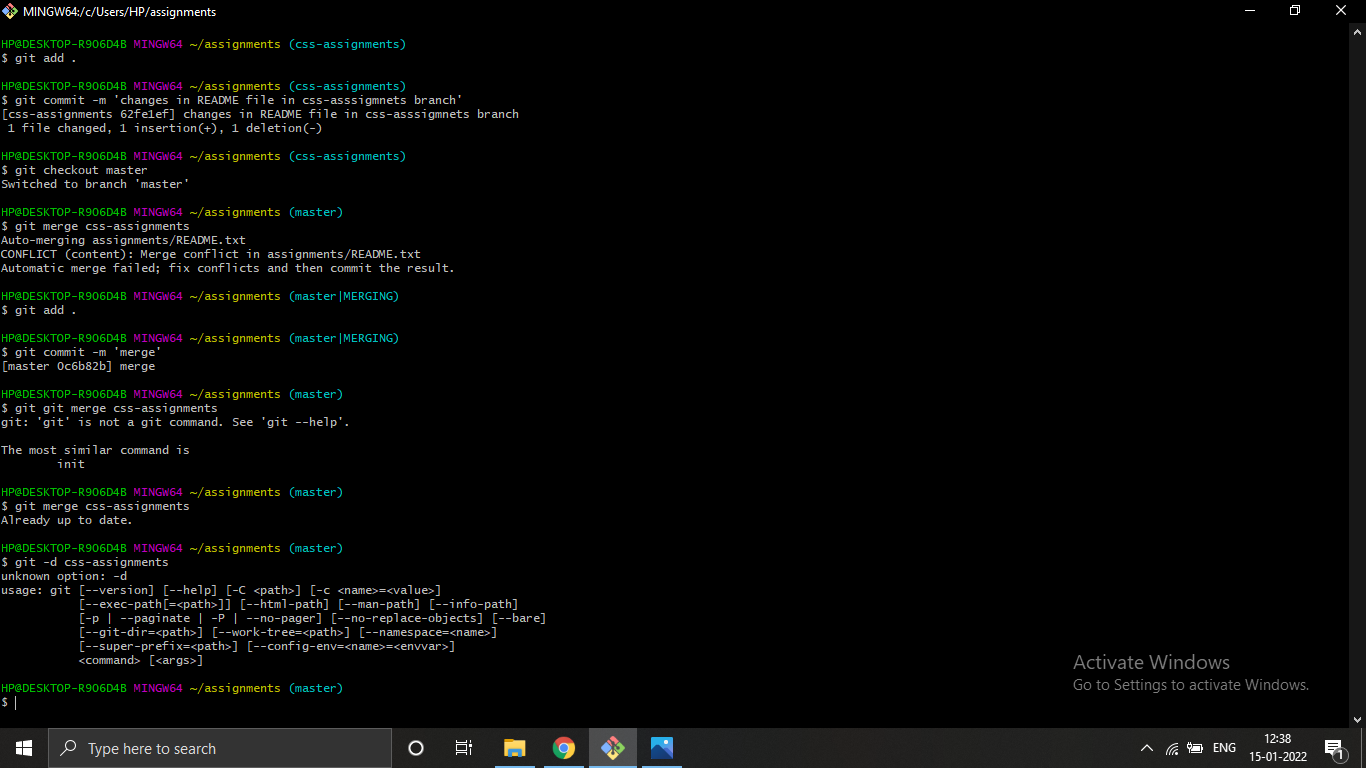 MINGW64:/c/Users/HP/assignments
HP@DESKTOP-R9O6D4B MINGW64 ~/assignments (css-assignments)
$ git add .
HP@DESKTOP-R9O6D4B MINGW64 ~/assignments (css-assignments)
$ git commit -m 'changes in README file in css-asssigmnets branch'
[css-assignments 62fe1ef] changes in README file in css-asssigmnets branch
 1 file changed, 1 insertion(+), 1 deletion(-)
HP@DESKTOP-R9O6D4B MINGW64 ~/assignments (css-assignments)
$ git checkout master
Switched to branch 'master'
HP@DESKTOP-R9O6D4B MINGW64 ~/assignments (master)
$ git merge css-assignments
Auto-merging assignments/README.txt
CONFLICT (content): Merge conflict in assignments/README.txt
Automatic merge failed; fix conflicts and then commit the result.
HP@DESKTOP-R9O6D4B MINGW64 ~/assignments (master|MERGING)
$ git add .
HP@DESKTOP-R9O6D4B MINGW64 ~/assignments (master|MERGING)
$ git commit -m 'merge'
[master 0c6b82b] merge
HP@DESKTOP-R9O6D4B MINGW64 ~/assignments (master)
$ git git merge css-assignments
git: 'git' is not a git command. See 'git --help'.
The most similar command is
        init
HP@DESKTOP-R9O6D4B MINGW64 ~/assignments (master)
$ git merge css-assignments
Already up to date.
HP@DESKTOP-R9O6D4B MINGW64 ~/assignments (master)
$ git -d css-assignments
unknown option: -d
usage: git [--version] [--help] [-C <path>] [-c <name>=<value>]
           [--exec-path[=<path>]] [--html-path] [--man-path] [--info-path]
           [-p | --paginate | -P | --no-pager] [--no-replace-objects] [--bare]
           [--git-dir=<path>] [--work-tree=<path>] [--namespace=<name>]
           [--super-prefix=<path>] [--config-env=<name>=<envvar>]
           <command> [<args>]
HP@DESKTOP-R9O6D4B MINGW64 ~/assignments (master)
$
Activate Windows
Go to Settings to activate Windows.
Type here to search
ENG
12:38
15-01-2022
1